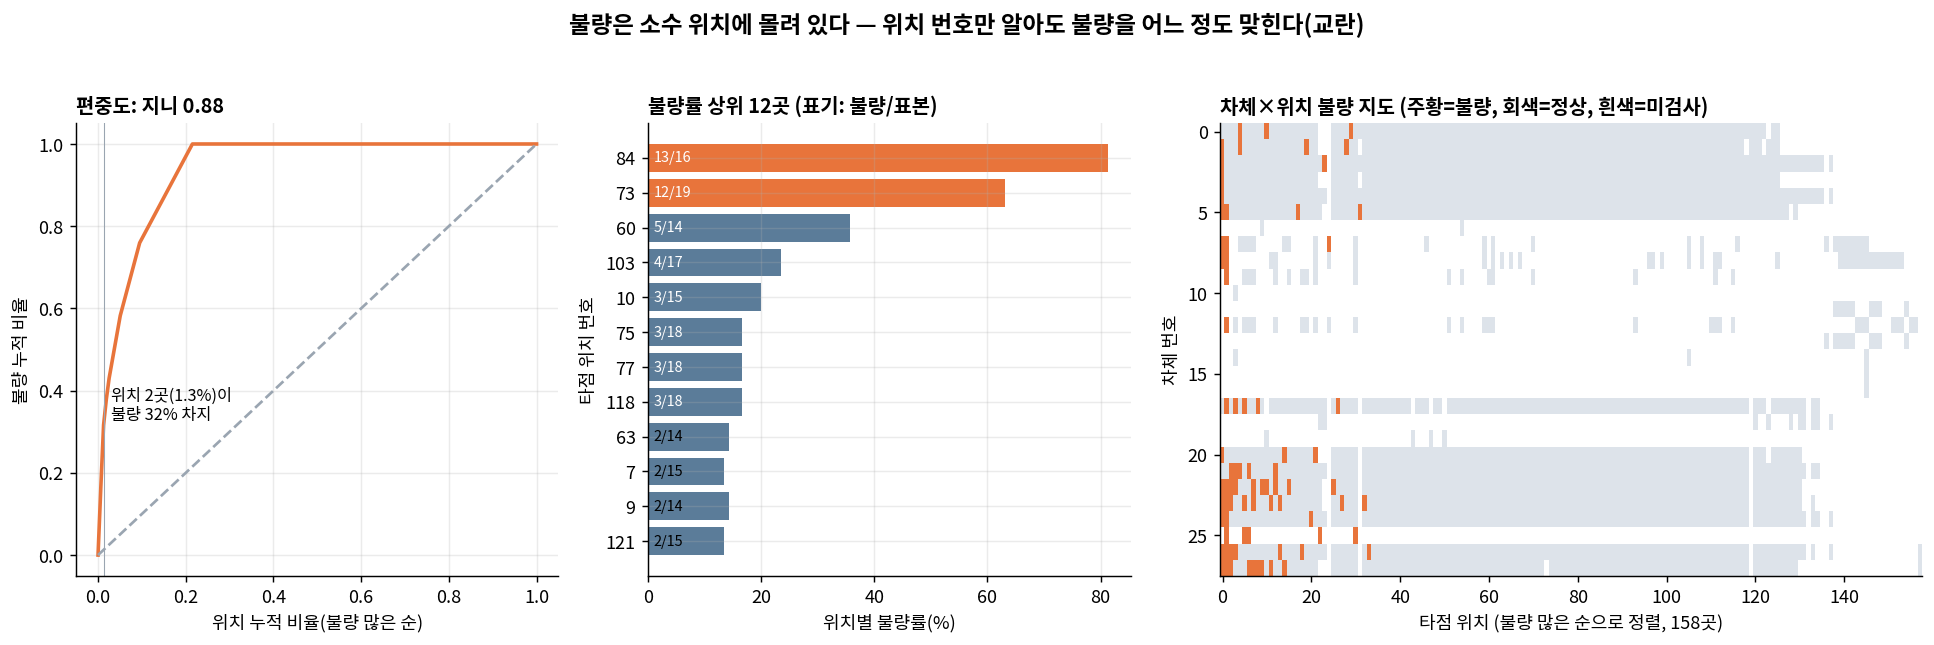 불량은 소수 위치에 몰려 있다 — 위치 번호만 알아도 불량을 어느 정도 맞힌다(교란)
편중도: 지니 0.88
불량 누적 비율
1.0
0.8
0.6
0.4
0.2
0.0
위치 2곳(1.3%)이
불량 32% 차지
0.0 0.2 0.4 0.6 0.8 1.0
위치 누적 비율(불량 많은 순)
불량률 상위 12곳 (표기: 불량/표본)
타점 위치 번호
84 13/16
73 12/19
60 5/14
103 4/17
10 3/15
75 3/18
77 3/18
118 3/18
63 2/14
7 2/15
9 2/14
121 2/15
0 20 40 60 80
위치별 불량률(%)
차체×위치 불량 지도 (주황=불량, 회색=정상, 흰색=미검사)
차체 번호
0
5
10
15
20
25
0 20 40 60 80 100 120 140
타점 위치 (불량 많은 순으로 정렬, 158곳)